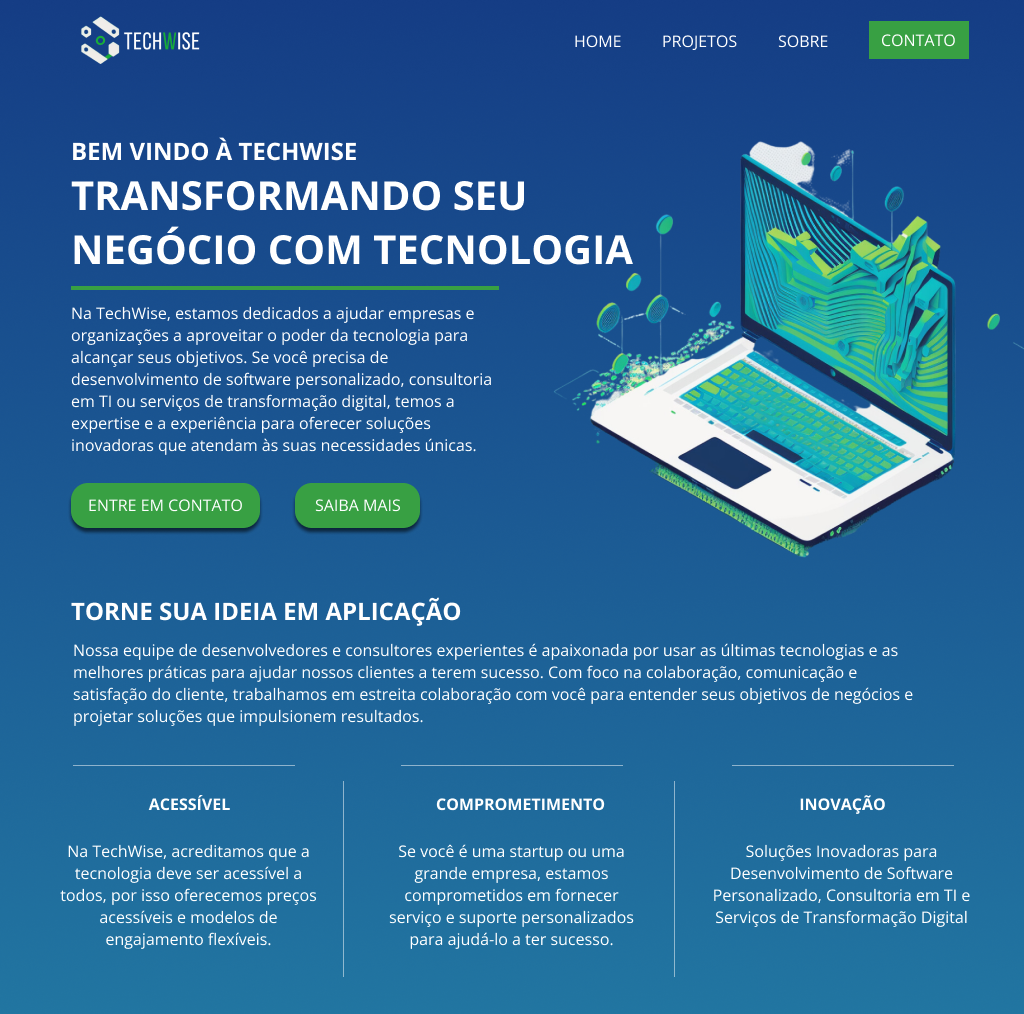 TECHWISE
HOME PROJETOS SOBRE CONTATO
BEM VINDO À TECHWISE
TRANSFORMANDO SEU
NEGÓCIO COM TECNOLOGIA
Na TechWise, estamos dedicados a ajudar empresas e
organizações a aproveitar o poder da tecnologia para
alcançar seus objetivos. Se você precisa de
desenvolvimento de software personalizado, consultoria
em TI ou serviços de transformação digital, temos a
expertise e a experiência para oferecer soluções
inovadoras que atendam às suas necessidades únicas.
ENTRE EM CONTATO SAIBA MAIS
TORNE SUA IDEIA EM APLICAÇÃO
Nossa equipe de desenvolvedores e consultores experientes é apaixonada por usar as últimas tecnologias e as
melhores práticas para ajudar nossos clientes a terem sucesso. Com foco na colaboração, comunicação e
satisfação do cliente, trabalhamos em estreita colaboração com você para entender seus objetivos de negócios e
projetar soluções que impulsionem resultados.
ACESSÍVEL
Na TechWise, acreditamos que a
tecnologia deve ser acessível a
todos, por isso oferecemos preços
acessíveis e modelos de
engajamento flexíveis.
COMPROMETIMENTO
Se você é uma startup ou uma
grande empresa, estamos
comprometidos em fornecer
serviço e suporte personalizados
para ajudá-lo a ter sucesso.
INOVAÇÃO
Soluções Inovadoras para
Desenvolvimento de Software
Personalizado, Consultoria em TI e
Serviços de Transformação Digital